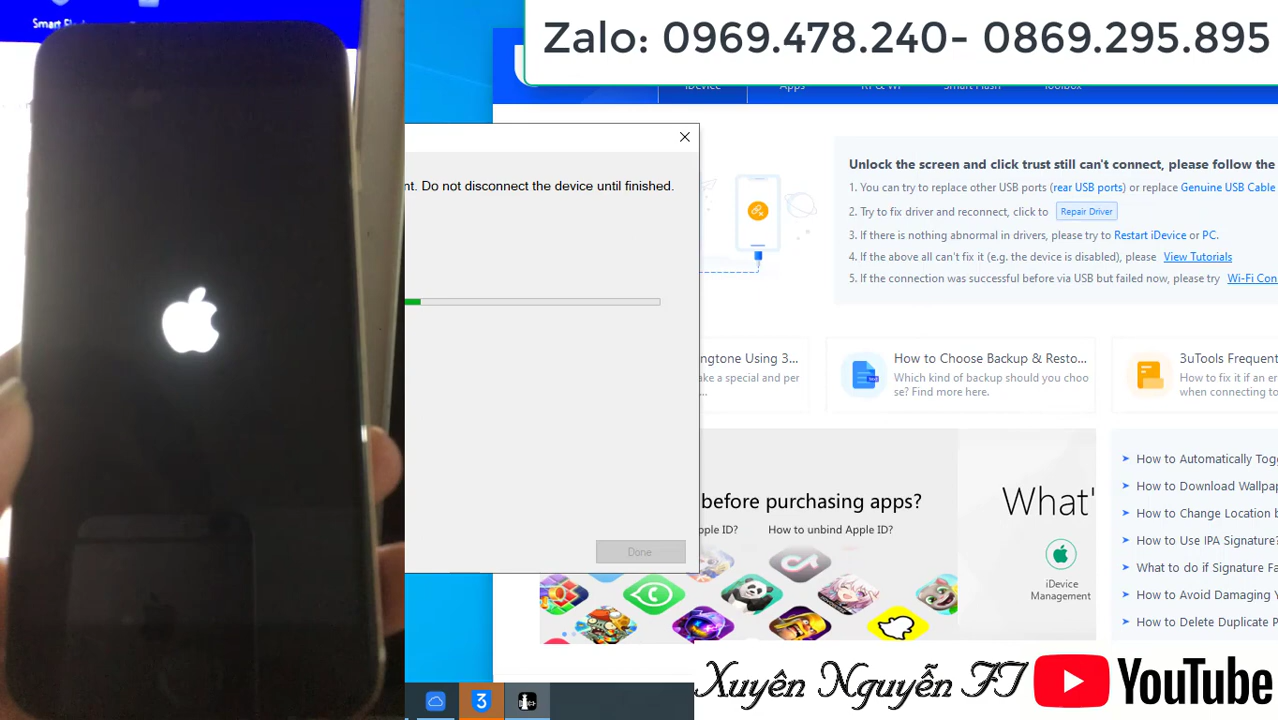 Zalo: 0969.478.240- 0869.295.895
iDevice Apps Smart Flash Toolbox
nt. Do not disconnect the device until finished.
Done
Unlock the screen and click trust still can't connect, please follow the
1. You can try to replace other USB ports (rear USB ports) or replace Genuine USB Cable
2. Try to fix driver and reconnect, click to Repair Driver
3. If there is nothing abnormal in drivers, please try to Restart iDevice or PC.
4. If the above all can't fix it (e.g. the device is disabled), please View Tutorials
5. If the connection was successful before via USB but failed now, please try Wi-Fi Con
ngtone Using 3...
ake a special and per
How to Choose Backup & Resto...
Which kind of backup should you choo
se? Find more here.
3uTools Frequent
How to fix it if an er
when connecting to
before purchasing apps?
pple ID? How to unbind Apple ID?
What'
iDevice
Management
How to Automatically Togg
How to Download Wallpap
How to Change Location b
How to Use IPA Signature?
What to do if Signature Fa
How to Avoid Damaging Y
How to Delete Duplicate P
3
Xuyên Nguyễn FT YouTube